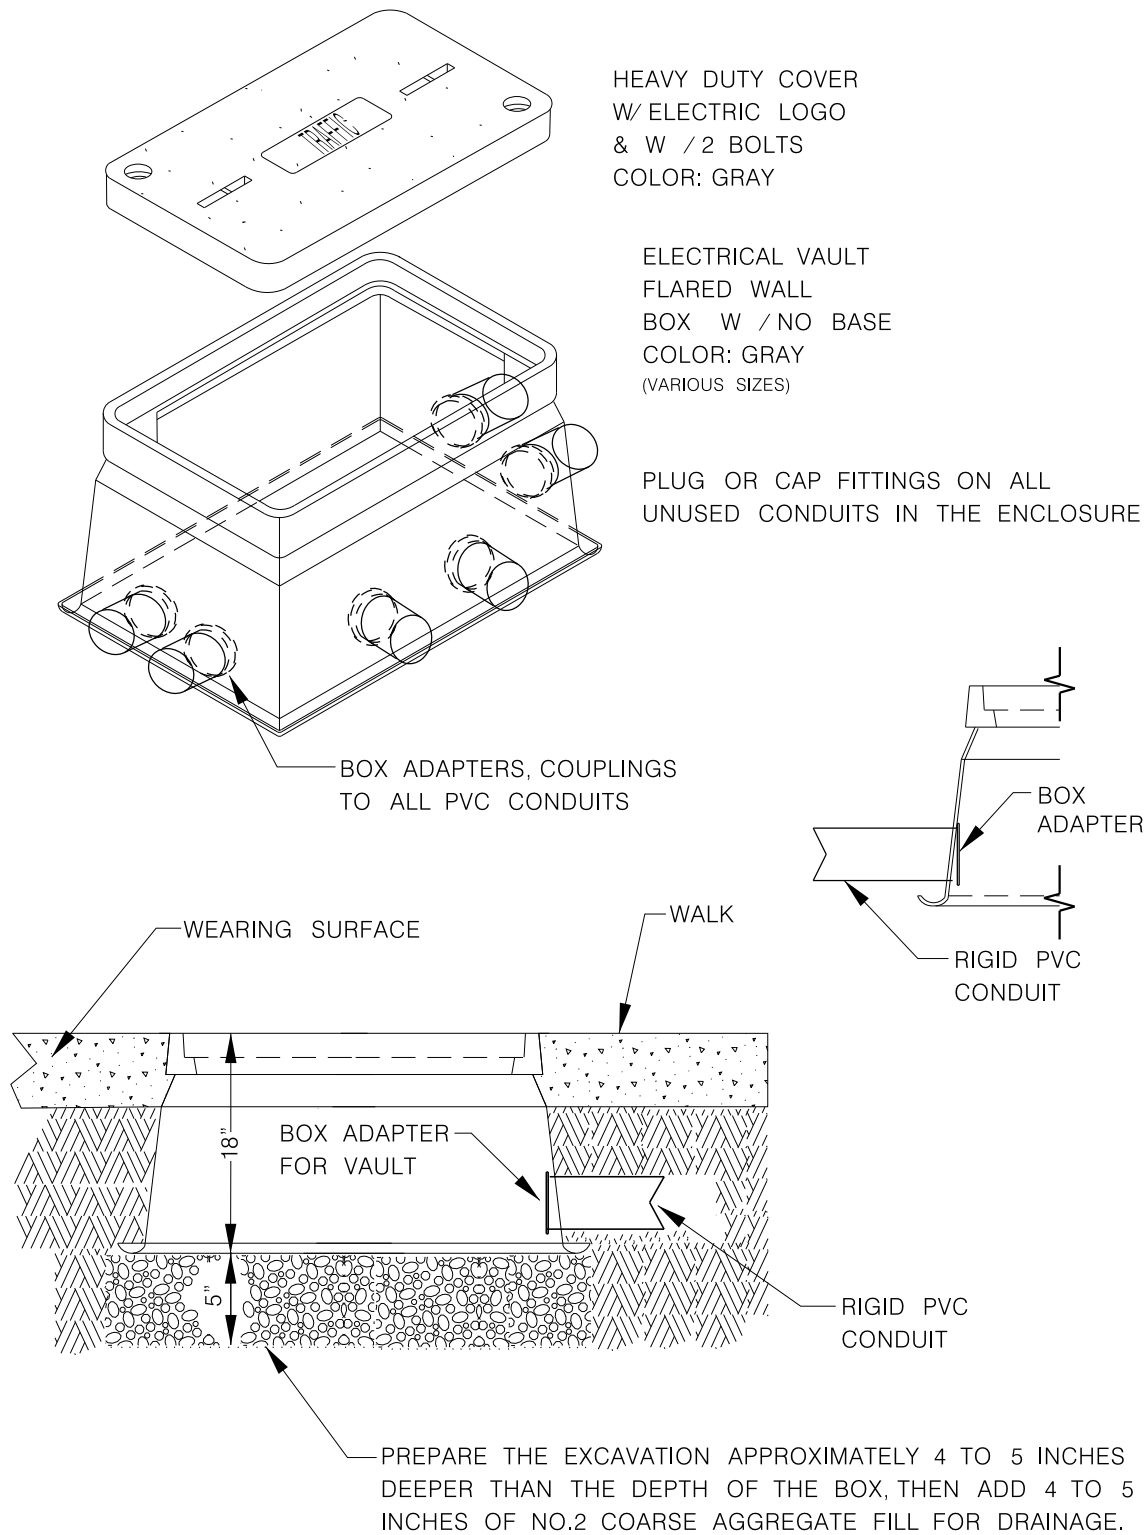 TRAFFIC
HEAVY DUTY COVER
W/ ELECTRIC LOGO
& W / 2 BOLTS
COLOR: GRAY
ELECTRICAL VAULT
FLARED WALL
BOX W / NO BASE
COLOR: GRAY
(VARIOUS SIZES)
PLUG OR CAP FITTINGS ON ALL
UNUSED CONDUITS IN THE ENCLOSURE
BOX ADAPTERS, COUPLINGS
TO ALL PVC CONDUITS
BOX
ADAPTER
RIGID PVC
CONDUIT
WEARING SURFACE
WALK
18"
BOX ADAPTER
FOR VAULT
5"
RIGID PVC
CONDUIT
PREPARE THE EXCAVATION APPROXIMATELY 4 TO 5 INCHES
DEEPER THAN THE DEPTH OF THE BOX, THEN ADD 4 TO 5
INCHES OF NO.2 COARSE AGGREGATE FILL FOR DRAINAGE.